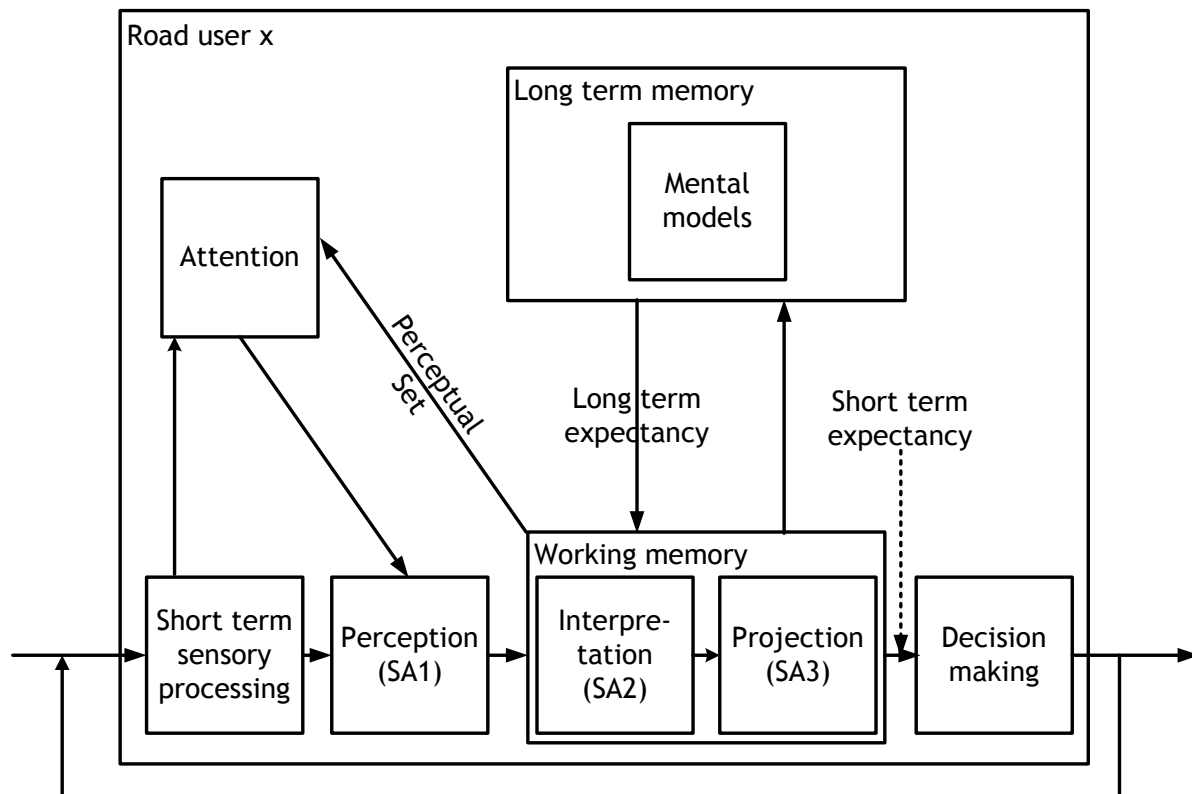 Road user x
Long term memory
Mental
models
Attention
Perceptual
Set
Long term
expectancy
Short term
expectancy
Working memory
Short term
sensory
processing
Perception
(SA1)
Interpre-
tation
(SA2)
Projection
(SA3)
Decision
making